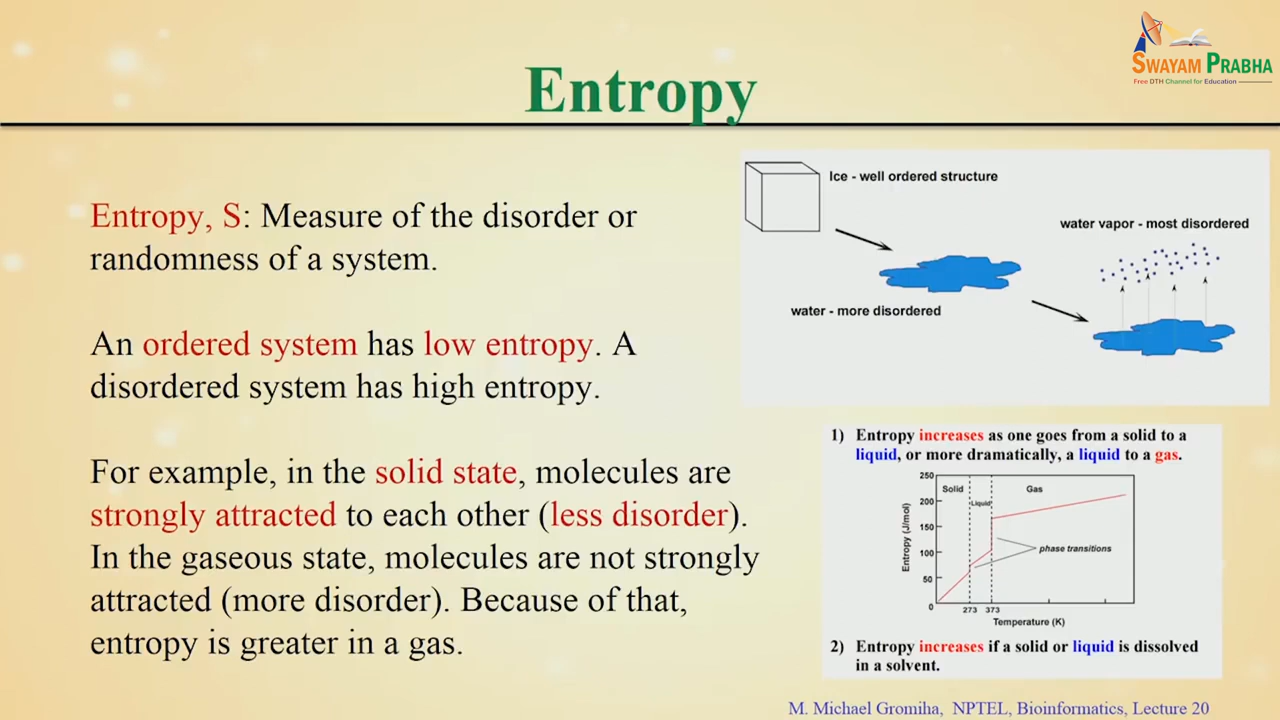 SWAYAM PRABHA
Free DTH Channel for Education
Entropy
Entropy, S: Measure of the disorder or
randomness of a system.
An ordered system has low entropy. A
disordered system has high entropy.
For example, in the solid state, molecules are
strongly attracted to each other (less disorder).
In the gaseous state, molecules are not strongly
attracted (more disorder). Because of that,
entropy is greater in a gas.
Ice - well ordered structure
water vapor - most disordered
water - more disordered
1) Entropy increases as one goes from a solid to a
liquid, or more dramatically, a liquid to a gas.
250
200
150
100
50
0
Entropy (J/mol)
Solid
Liquid
Gas
phase transitions
273 373
Temperature (K)
2) Entropy increases if a solid or liquid is dissolved
in a solvent.
M. Michael Gromiha, NPTEL, Bioinformatics, Lecture 20